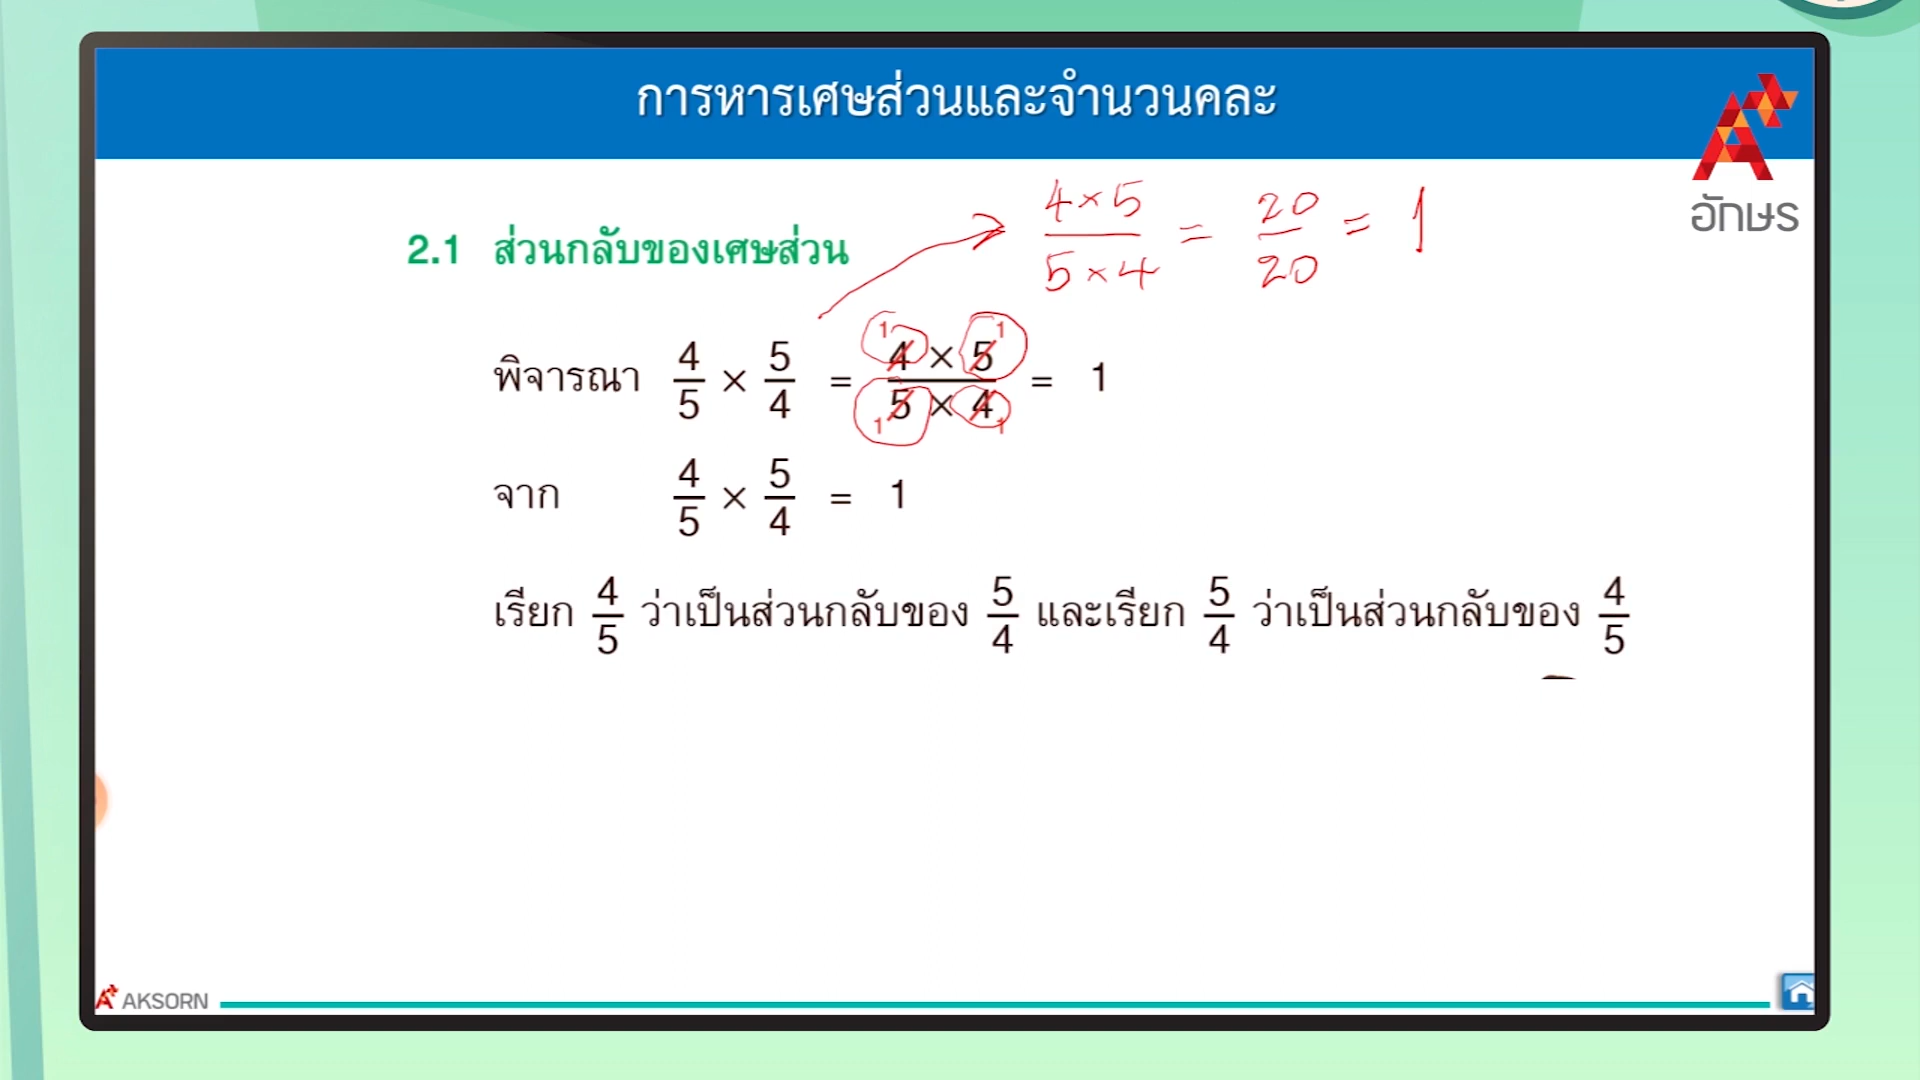 การหารเศษส่วนและจำนวนคละ
อักษร
2.1 ส่วนกลับของเศษส่วน
4 × 5 / 5 × 4 = 20 / 20 = 1
พิจารณา 4/5 × 5/4 = 4 × 5 / 5 × 4 = 1
1 1
1 1
จาก 4/5 × 5/4 = 1
เรียก 4/5 ว่าเป็นส่วนกลับของ 5/4 และเรียก 5/4 ว่าเป็นส่วนกลับของ 4/5
AKSORN